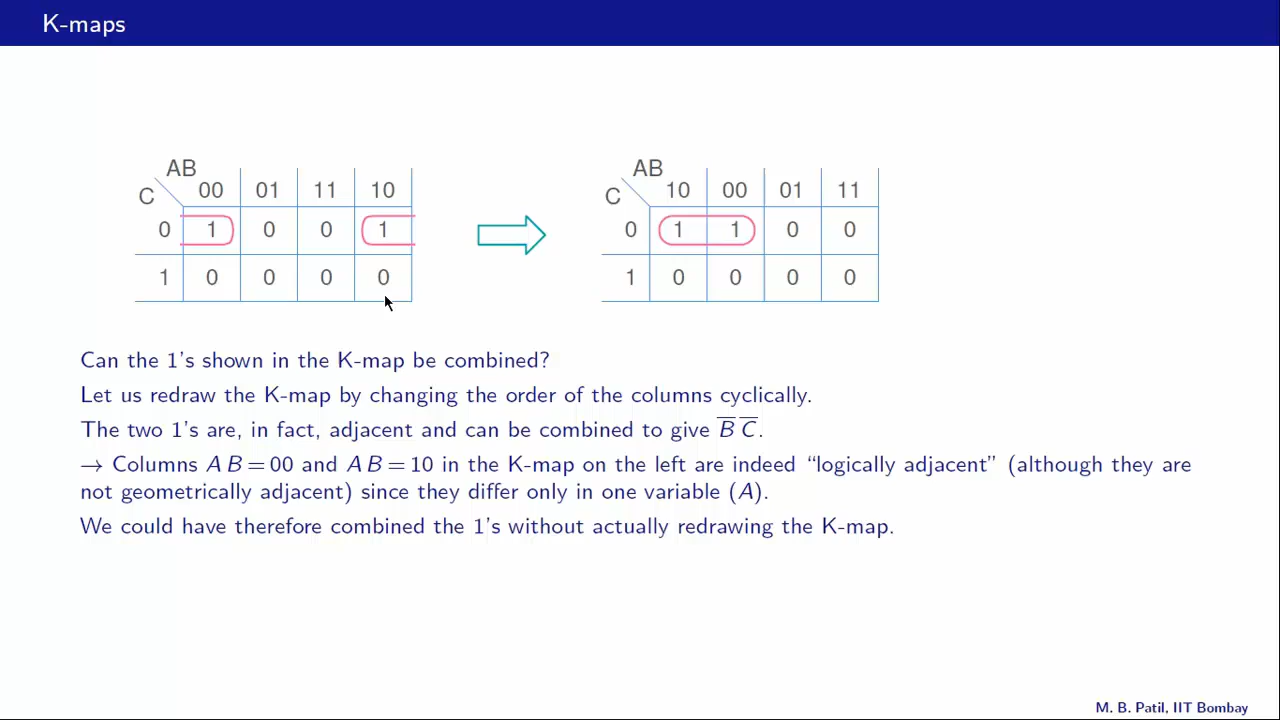 K-maps
AB AB
C 00 01 11 10 C 10 00 01 11
0 1 0 0 1 0 1 1 0 0
1 0 0 0 0 1 0 0 0 0
Can the 1's shown in the K-map be combined?
Let us redraw the K-map by changing the order of the columns cyclically.
The two 1's are, in fact, adjacent and can be combined to give B̅ C̅.
→ Columns A B = 00 and A B = 10 in the K-map on the left are indeed “logically adjacent” (although they are
not geometrically adjacent) since they differ only in one variable (A).
We could have therefore combined the 1's without actually redrawing the K-map.
M. B. Patil, IIT Bombay